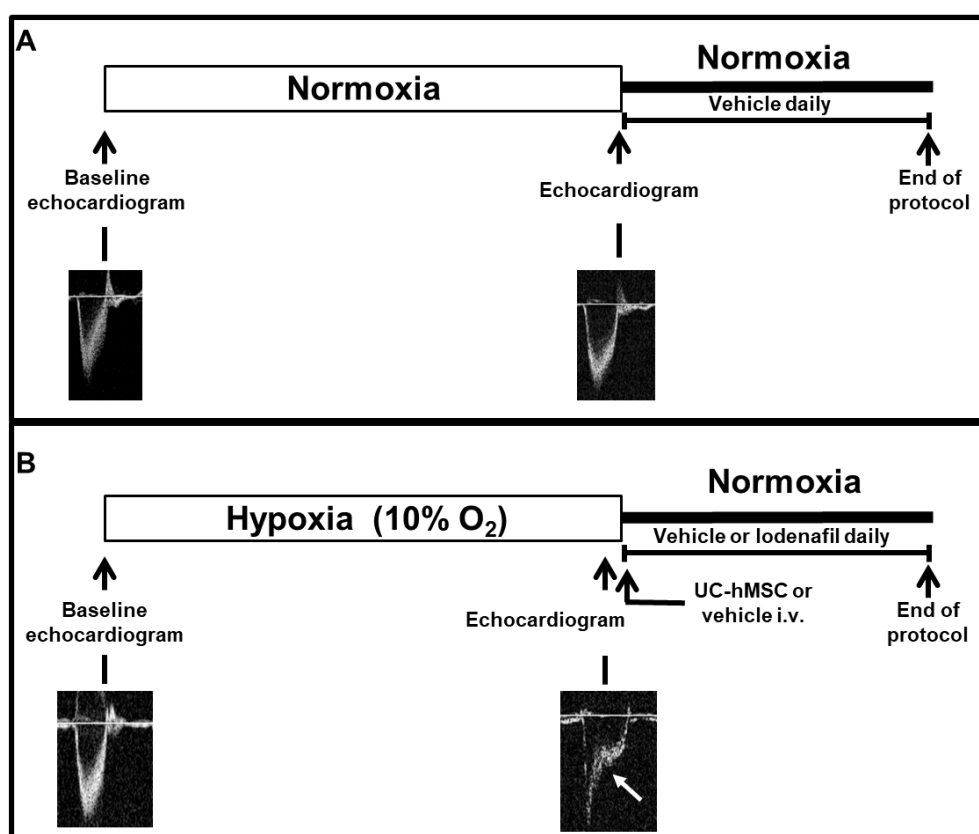 A
Normoxia
Normoxia
Vehicle daily
Baseline
echocardiogram
Echocardiogram
End of
protocol
B
Hypoxia (10% O₂)
Normoxia
Vehicle or lodenafil daily
Baseline
echocardiogram
Echocardiogram
UC-hMSC or
vehicle i.v.
End of
protocol